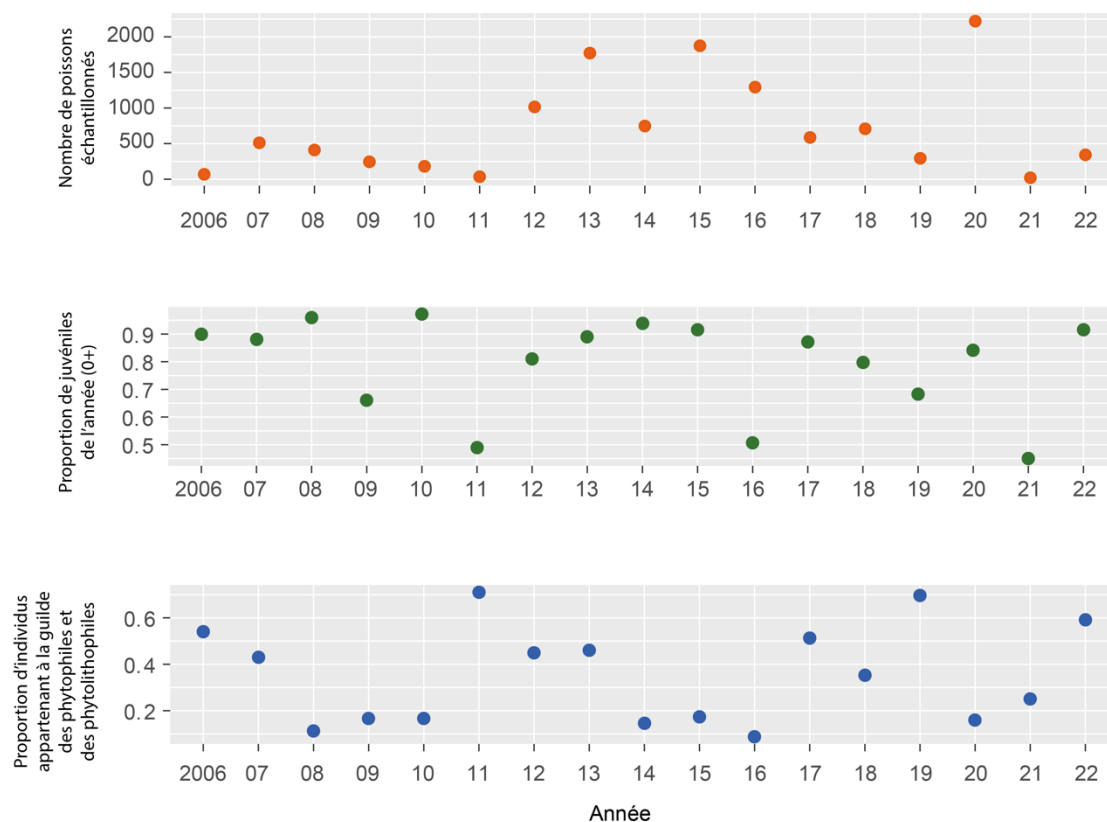 Nombre de poissons
échantillonnés
2000
1500
1000
500
0
2006 07 08 09 10 11 12 13 14 15 16 17 18 19 20 21 22
Proportion de juvéniles
de l'année (0+)
0.9
0.8
0.7
0.6
0.5
2006 07 08 09 10 11 12 13 14 15 16 17 18 19 20 21 22
Proportion d’individus
appartenant à la guilde
des phytophiles et
des phytolithophiles
0.6
0.4
0.2
2006 07 08 09 10 11 12 13 14 15 16 17 18 19 20 21 22
Année